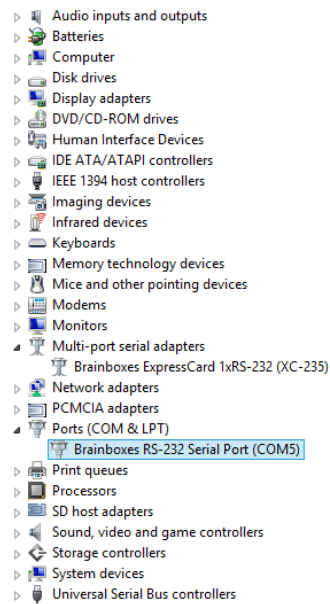 Audio inputs and outputs
Batteries
Computer
Disk drives
Display adapters
DVD/CD-ROM drives
Human Interface Devices
IDE ATA/ATAPI controllers
IEEE 1394 host controllers
Imaging devices
Infrared devices
Keyboards
Memory technology devices
Mice and other pointing devices
Modems
Monitors
Multi-port serial adapters
Brainboxes ExpressCard 1xRS-232 (XC-235)
Network adapters
PCMCIA adapters
Ports (COM & LPT)
Brainboxes RS-232 Serial Port (COM5)
Print queues
Processors
SD host adapters
Sound, video and game controllers
Storage controllers
System devices
Universal Serial Bus controllers